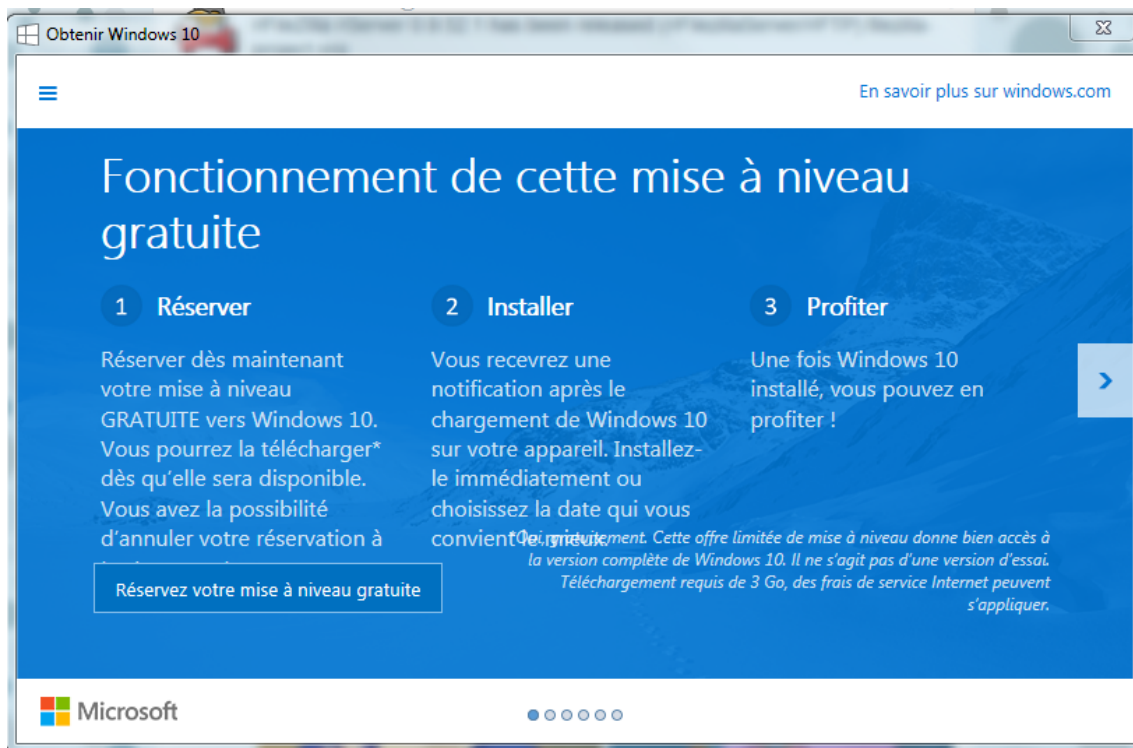 Obtenir Windows 10
En savoir plus sur windows.com
Fonctionnement de cette mise à niveau
gratuite
1 Réserver
Réserver dès maintenant
votre mise à niveau
GRATUITE vers Windows 10.
Vous pourrez la télécharger*
dès qu'elle sera disponible.
Vous avez la possibilité
d'annuler votre réservation à
2 Installer
Vous recevrez une
notification après le
chargement de Windows 10
sur votre appareil. Installez-
le immédiatement ou
choisissez la date qui vous
convient le mieux.
3 Profiter
Une fois Windows 10
installé, vous pouvez en
profiter !
*Oui, gratuitement. Cette offre limitée de mise à niveau donne bien accès à
la version complète de Windows 10. Il ne s'agit pas d'une version d'essai.
Téléchargement requis de 3 Go, des frais de service Internet peuvent
s'appliquer.
Réservez votre mise à niveau gratuite
Microsoft